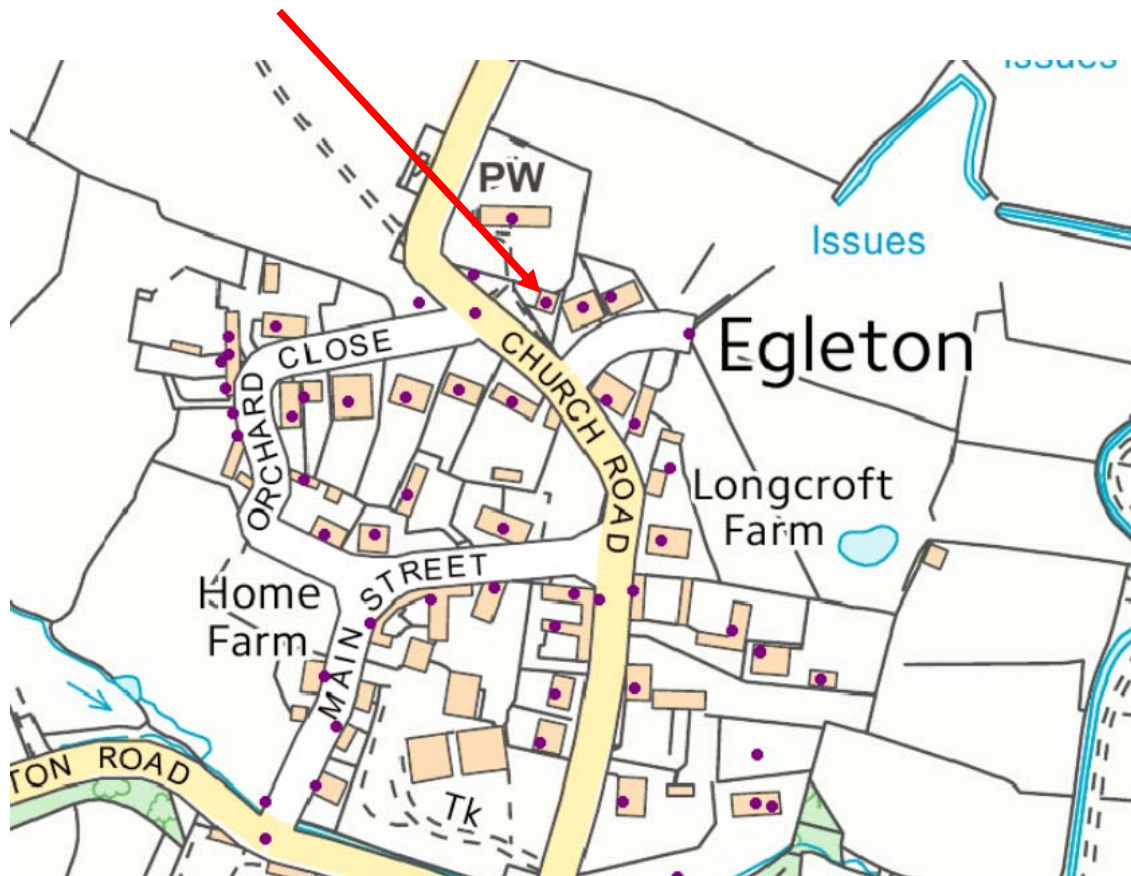 Issues
PW
Issues
Egleton
ORCHARD CLOSE
CHURCH ROAD
Longcroft
Farm
MAIN STREET
Home
Farm
TON ROAD
Tk